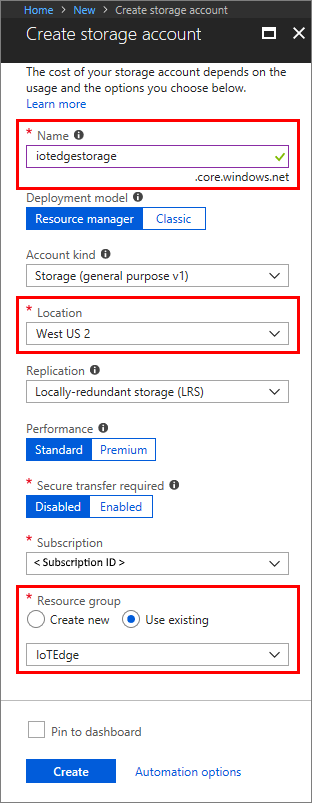 Home > New > Create storage account
Create storage account
The cost of your storage account depends on the
usage and the options you choose below.
Learn more
* Name
iotedgestorage
.core.windows.net
Deployment model
Resource manager Classic
Account kind
Storage (general purpose v1)
* Location
West US 2
Replication
Locally-redundant storage (LRS)
Performance
Standard Premium
* Secure transfer required
Disabled Enabled
* Subscription
< Subscription ID >
* Resource group
Create new Use existing
IoTEdge
Pin to dashboard
Create Automation options